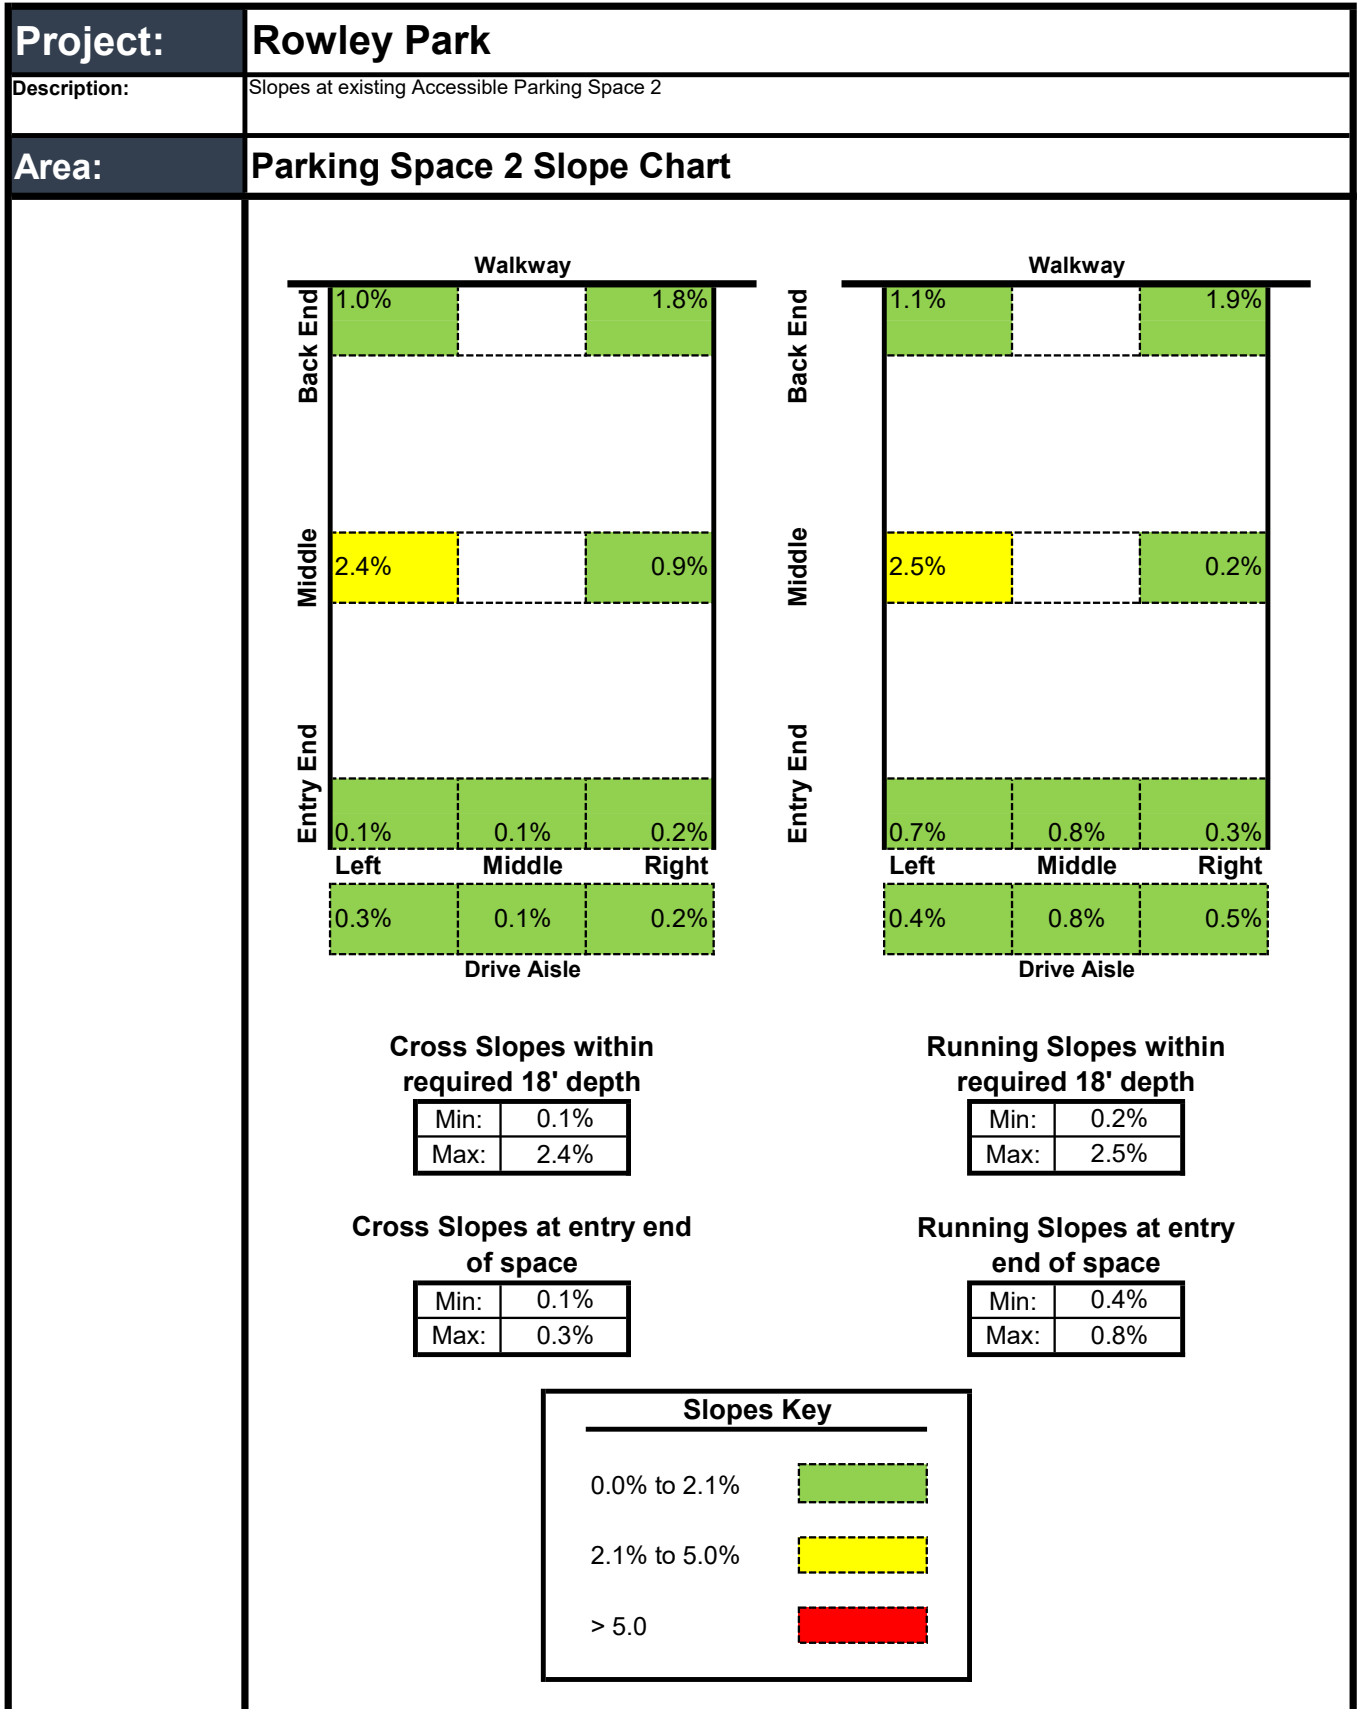 Project: Rowley Park
Description: Slopes at existing Accessible Parking Space 2
Area: Parking Space 2 Slope Chart
Walkway Walkway
Back End 1.0% 1.8% Back End 1.1% 1.9%
Middle 2.4% 0.9% Middle 2.5% 0.2%
Entry End 0.1% 0.1% 0.2% Entry End 0.7% 0.8% 0.3%
Left Middle Right Left Middle Right
0.3% 0.1% 0.2% 0.4% 0.8% 0.5%
Drive Aisle Drive Aisle
Cross Slopes within
required 18' depth
Min: 0.1%
Max: 2.4%
Running Slopes within
required 18' depth
Min: 0.2%
Max: 2.5%
Cross Slopes at entry end
of space
Min: 0.1%
Max: 0.3%
Running Slopes at entry
end of space
Min: 0.4%
Max: 0.8%
Slopes Key
0.0% to 2.1%
2.1% to 5.0%
> 5.0